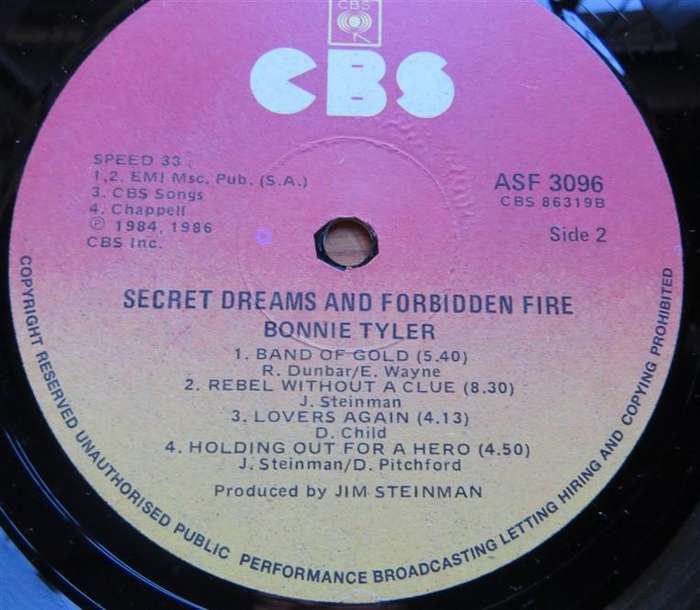 CBS
CBS
SPEED 33
1,2. EMI Msc. Pub. (S.A.)
3. CBS Songs
4. Chappell
Ⓟ 1984, 1986
CBS Inc.
ASF 3096
CBS 86319B
Side 2
SECRET DREAMS AND FORBIDDEN FIRE
BONNIE TYLER
1. BAND OF GOLD (5.40)
R. Dunbar/E. Wayne
2. REBEL WITHOUT A CLUE (8.30)
J. Steinman
3. LOVERS AGAIN (4.13)
D. Child
4. HOLDING OUT FOR A HERO (4.50)
J. Steinman/D. Pitchford
Produced by JIM STEINMAN
COPYRIGHT RESERVED UNAUTHORISED PUBLIC PERFORMANCE BROADCASTING LETTING HIRING AND COPYING PROHIBITED